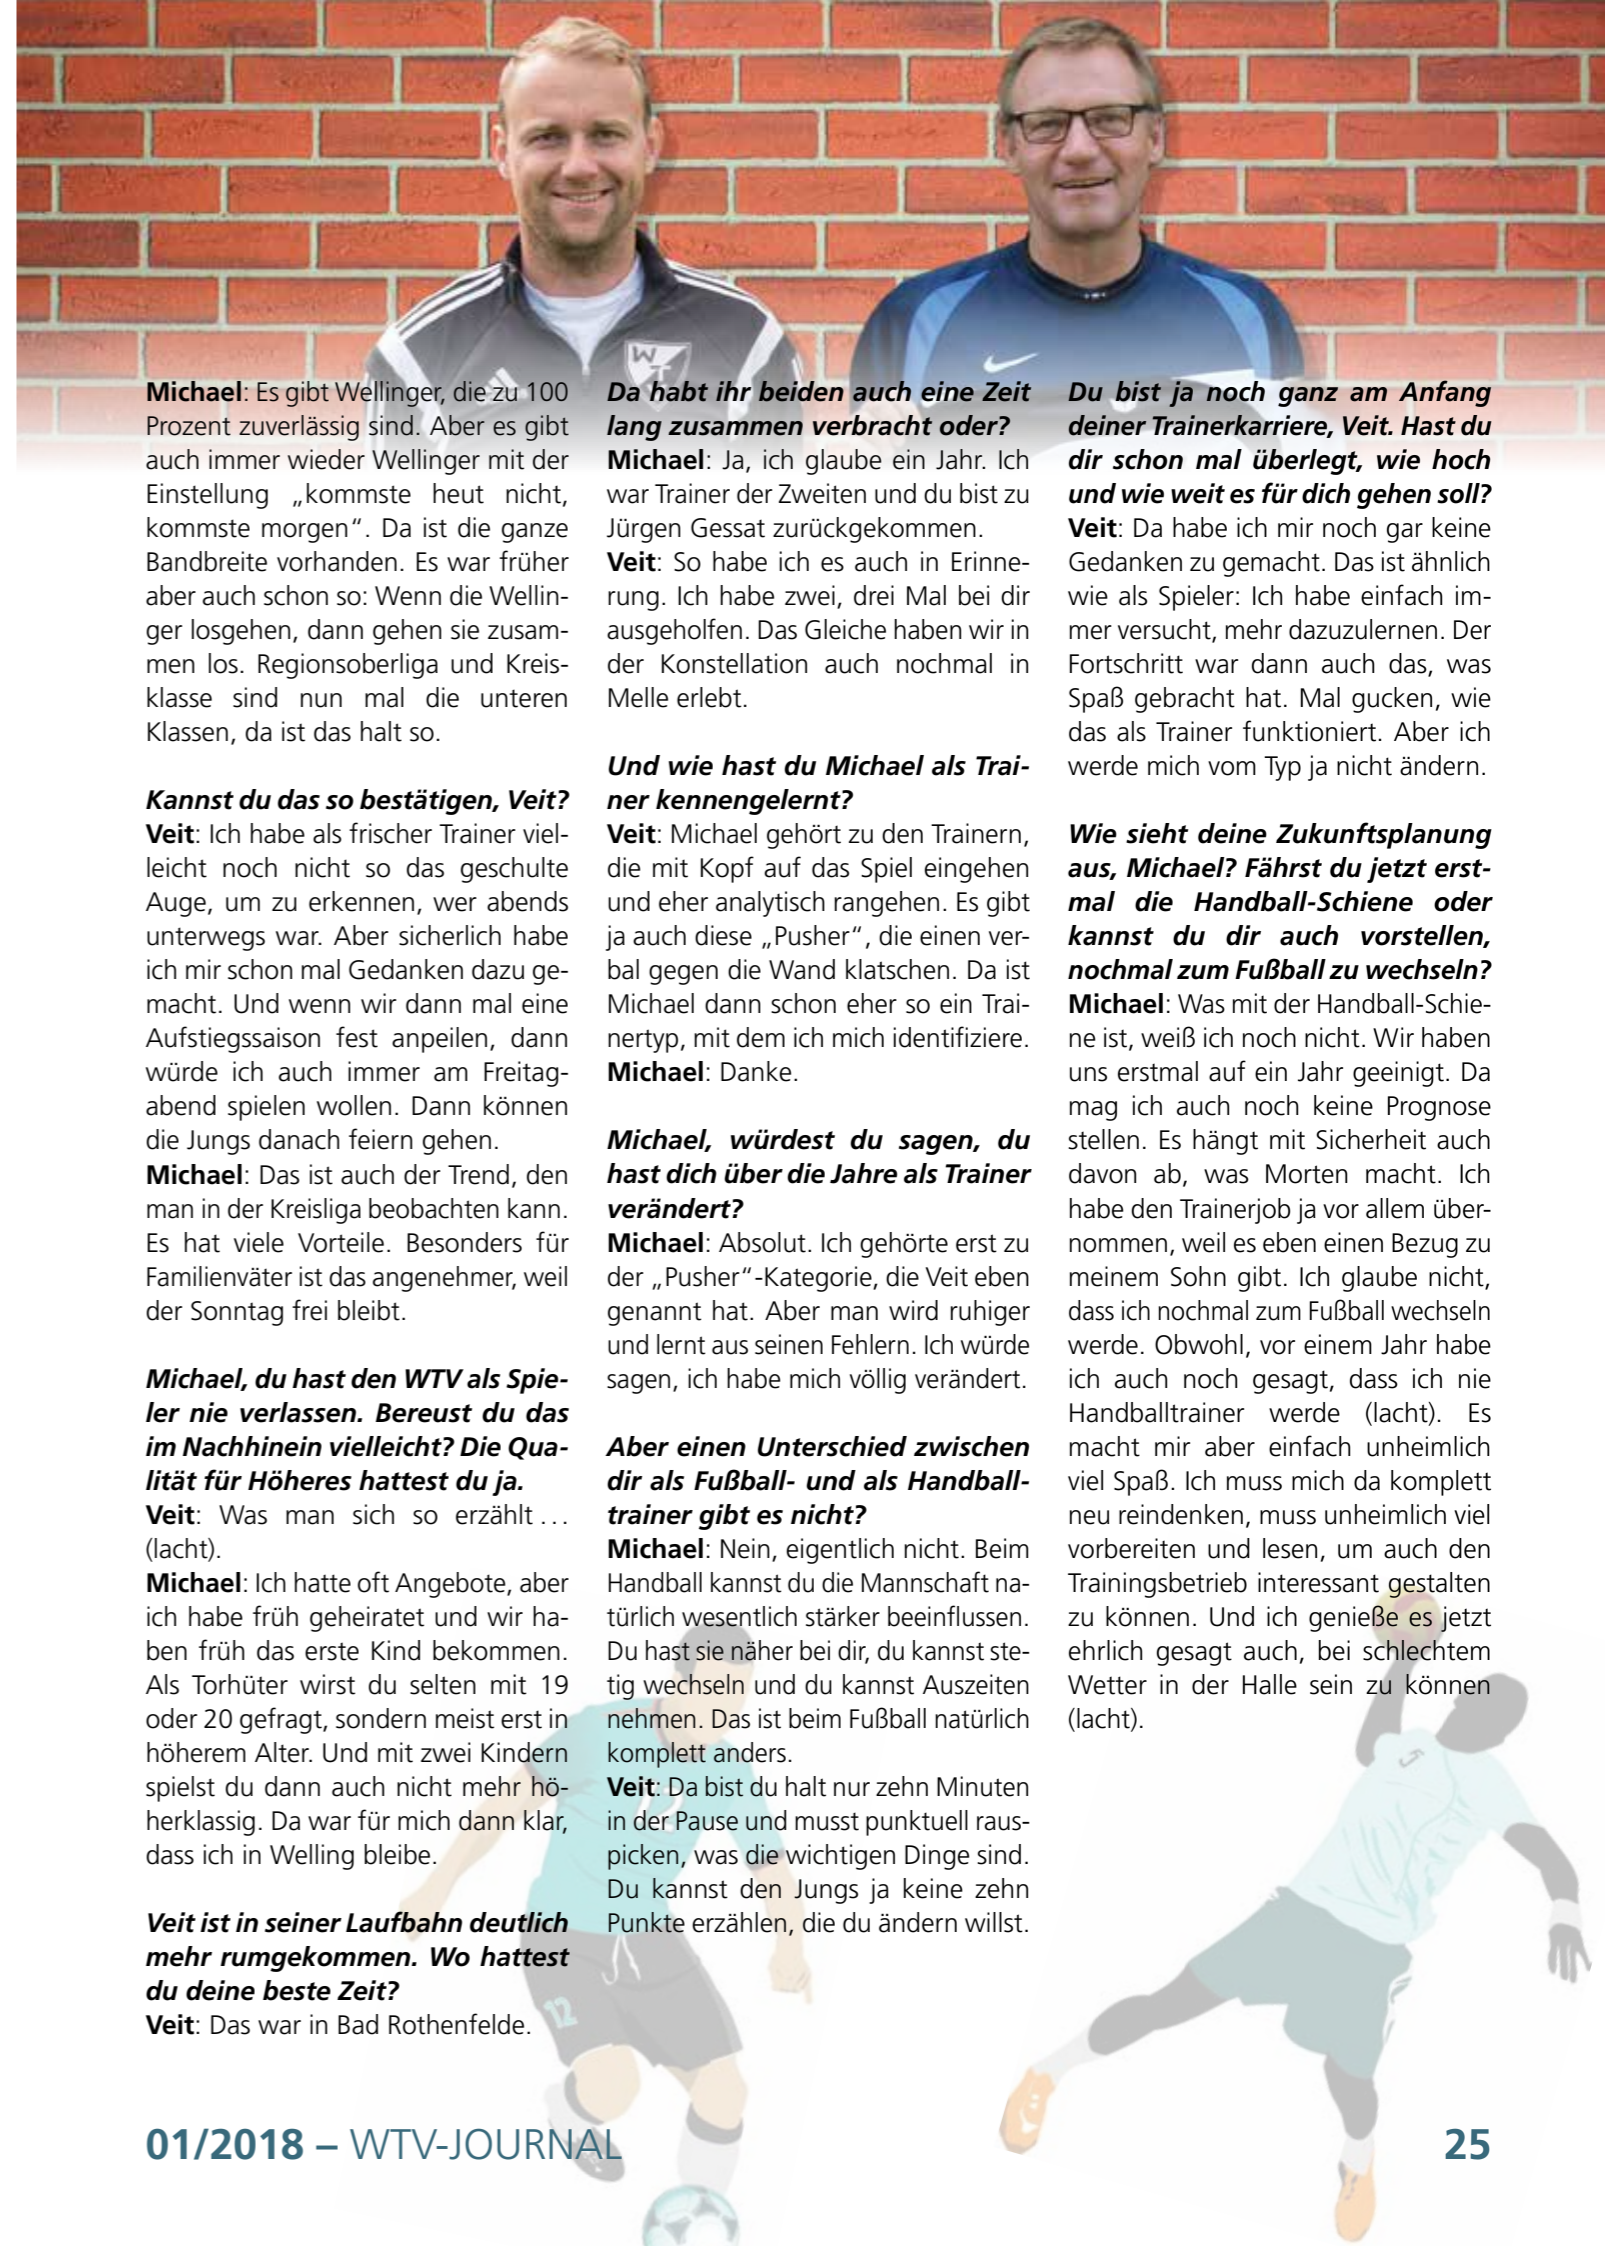 WT
Michael: Es gibt Wellinger, die zu 100
Prozent zuverlässig sind. Aber es gibt
auch immer wieder Wellinger mit der
Einstellung „kommste heut nicht,
kommste morgen“. Da ist die ganze
Bandbreite vorhanden. Es war früher
aber auch schon so: Wenn die Wellin-
ger losgehen, dann gehen sie zusam-
men los. Regionsoberliga und Kreis-
klasse sind nun mal die unteren
Klassen, da ist das halt so.
Kannst du das so bestätigen, Veit?
Veit: Ich habe als frischer Trainer viel-
leicht noch nicht so das geschulte
Auge, um zu erkennen, wer abends
unterwegs war. Aber sicherlich habe
ich mir schon mal Gedanken dazu ge-
macht. Und wenn wir dann mal eine
Aufstiegssaison fest anpeilen, dann
würde ich auch immer am Freitag-
abend spielen wollen. Dann können
die Jungs danach feiern gehen.
Michael: Das ist auch der Trend, den
man in der Kreisliga beobachten kann.
Es hat viele Vorteile. Besonders für
Familienväter ist das angenehmer, weil
der Sonntag frei bleibt.
Michael, du hast den WTV als Spie-
ler nie verlassen. Bereust du das
im Nachhinein vielleicht? Die Qua-
lität für Höheres hattest du ja.
Veit: Was man sich so erzählt ...
(lacht).
Michael: Ich hatte oft Angebote, aber
ich habe früh geheiratet und wir ha-
ben früh das erste Kind bekommen.
Als Torhüter wirst du selten mit 19
oder 20 gefragt, sondern meist erst in
höherem Alter. Und mit zwei Kindern
spielst du dann auch nicht mehr hö-
herklassig. Da war für mich dann klar,
dass ich in Welling bleibe.
Veit ist in seiner Laufbahn deutlich
mehr rumgekommen. Wo hattest
du deine beste Zeit?
Veit: Das war in Bad Rothenfelde.
Da habt ihr beiden auch eine Zeit
lang zusammen verbracht oder?
Michael: Ja, ich glaube ein Jahr. Ich
war Trainer der Zweiten und du bist zu
Jürgen Gessat zurückgekommen.
Veit: So habe ich es auch in Erinne-
rung. Ich habe zwei, drei Mal bei dir
ausgeholfen. Das Gleiche haben wir in
der Konstellation auch nochmal in
Melle erlebt.
Und wie hast du Michael als Trai-
ner kennengelernt?
Veit: Michael gehört zu den Trainern,
die mit Kopf auf das Spiel eingehen
und eher analytisch rangehen. Es gibt
ja auch diese „Pusher“, die einen ver-
bal gegen die Wand klatschen. Da ist
Michael dann schon eher so ein Trai-
nertyp, mit dem ich mich identifiziere.
Michael: Danke.
Michael, würdest du sagen, du
hast dich über die Jahre als Trainer
verändert?
Michael: Absolut. Ich gehörte erst zu
der „Pusher“-Kategorie, die Veit eben
genannt hat. Aber man wird ruhiger
und lernt aus seinen Fehlern. Ich würde
sagen, ich habe mich völlig verändert.
Aber einen Unterschied zwischen
dir als Fußball- und als Handball-
trainer gibt es nicht?
Michael: Nein, eigentlich nicht. Beim
Handball kannst du die Mannschaft na-
türlich wesentlich stärker beeinflussen.
Du hast sie näher bei dir, du kannst ste-
tig wechseln und du kannst Auszeiten
nehmen. Das ist beim Fußball natürlich
komplett anders.
Veit: Da bist du halt nur zehn Minuten
in der Pause und musst punktuell raus-
picken, was die wichtigen Dinge sind.
Du kannst den Jungs ja keine zehn
Punkte erzählen, die du ändern willst.
Du bist ja noch ganz am Anfang
deiner Trainerkarriere, Veit. Hast du
dir schon mal überlegt, wie hoch
und wie weit es für dich gehen soll?
Veit: Da habe ich mir noch gar keine
Gedanken zu gemacht. Das ist ähnlich
wie als Spieler: Ich habe einfach im-
mer versucht, mehr dazuzulernen. Der
Fortschritt war dann auch das, was
Spaß gebracht hat. Mal gucken, wie
das als Trainer funktioniert. Aber ich
werde mich vom Typ ja nicht ändern.
Wie sieht deine Zukunftsplanung
aus, Michael? Fährst du jetzt erst-
mal die Handball-Schiene oder
kannst du dir auch vorstellen,
nochmal zum Fußball zu wechseln?
Michael: Was mit der Handball-Schie-
ne ist, weiß ich noch nicht. Wir haben
uns erstmal auf ein Jahr geeinigt. Da
mag ich auch noch keine Prognose
stellen. Es hängt mit Sicherheit auch
davon ab, was Morten macht. Ich
habe den Trainerjob ja vor allem über-
nommen, weil es eben einen Bezug zu
meinem Sohn gibt. Ich glaube nicht,
dass ich nochmal zum Fußball wechseln
werde. Obwohl, vor einem Jahr habe
ich auch noch gesagt, dass ich nie
Handballtrainer werde (lacht). Es
macht mir aber einfach unheimlich
viel Spaß. Ich muss mich da komplett
neu reindenken, muss unheimlich viel
vorbereiten und lesen, um auch den
Trainingsbetrieb interessant gestalten
zu können. Und ich genieße es jetzt
ehrlich gesagt auch, bei schlechtem
Wetter in der Halle sein zu können
(lacht).
12
12
01/2018 – WTV-JOURNAL
25